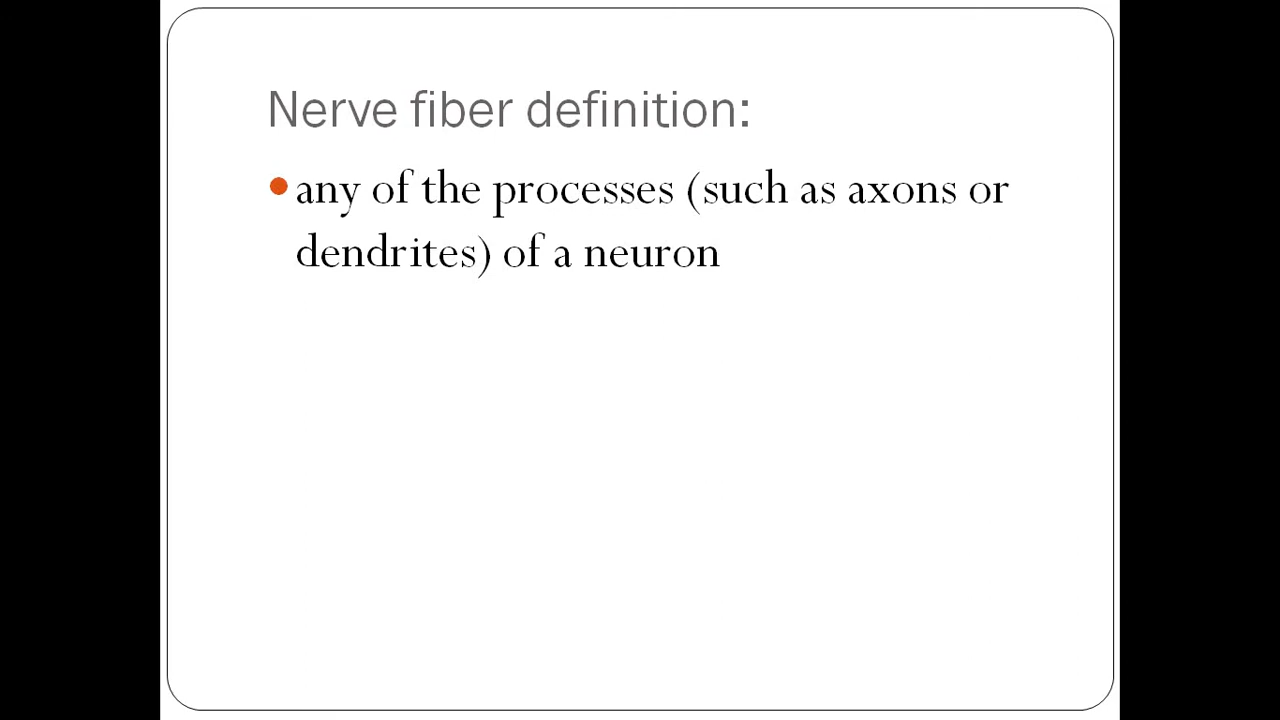 Nerve fiber definition:
any of the processes (such as axons or
dendrites) of a neuron